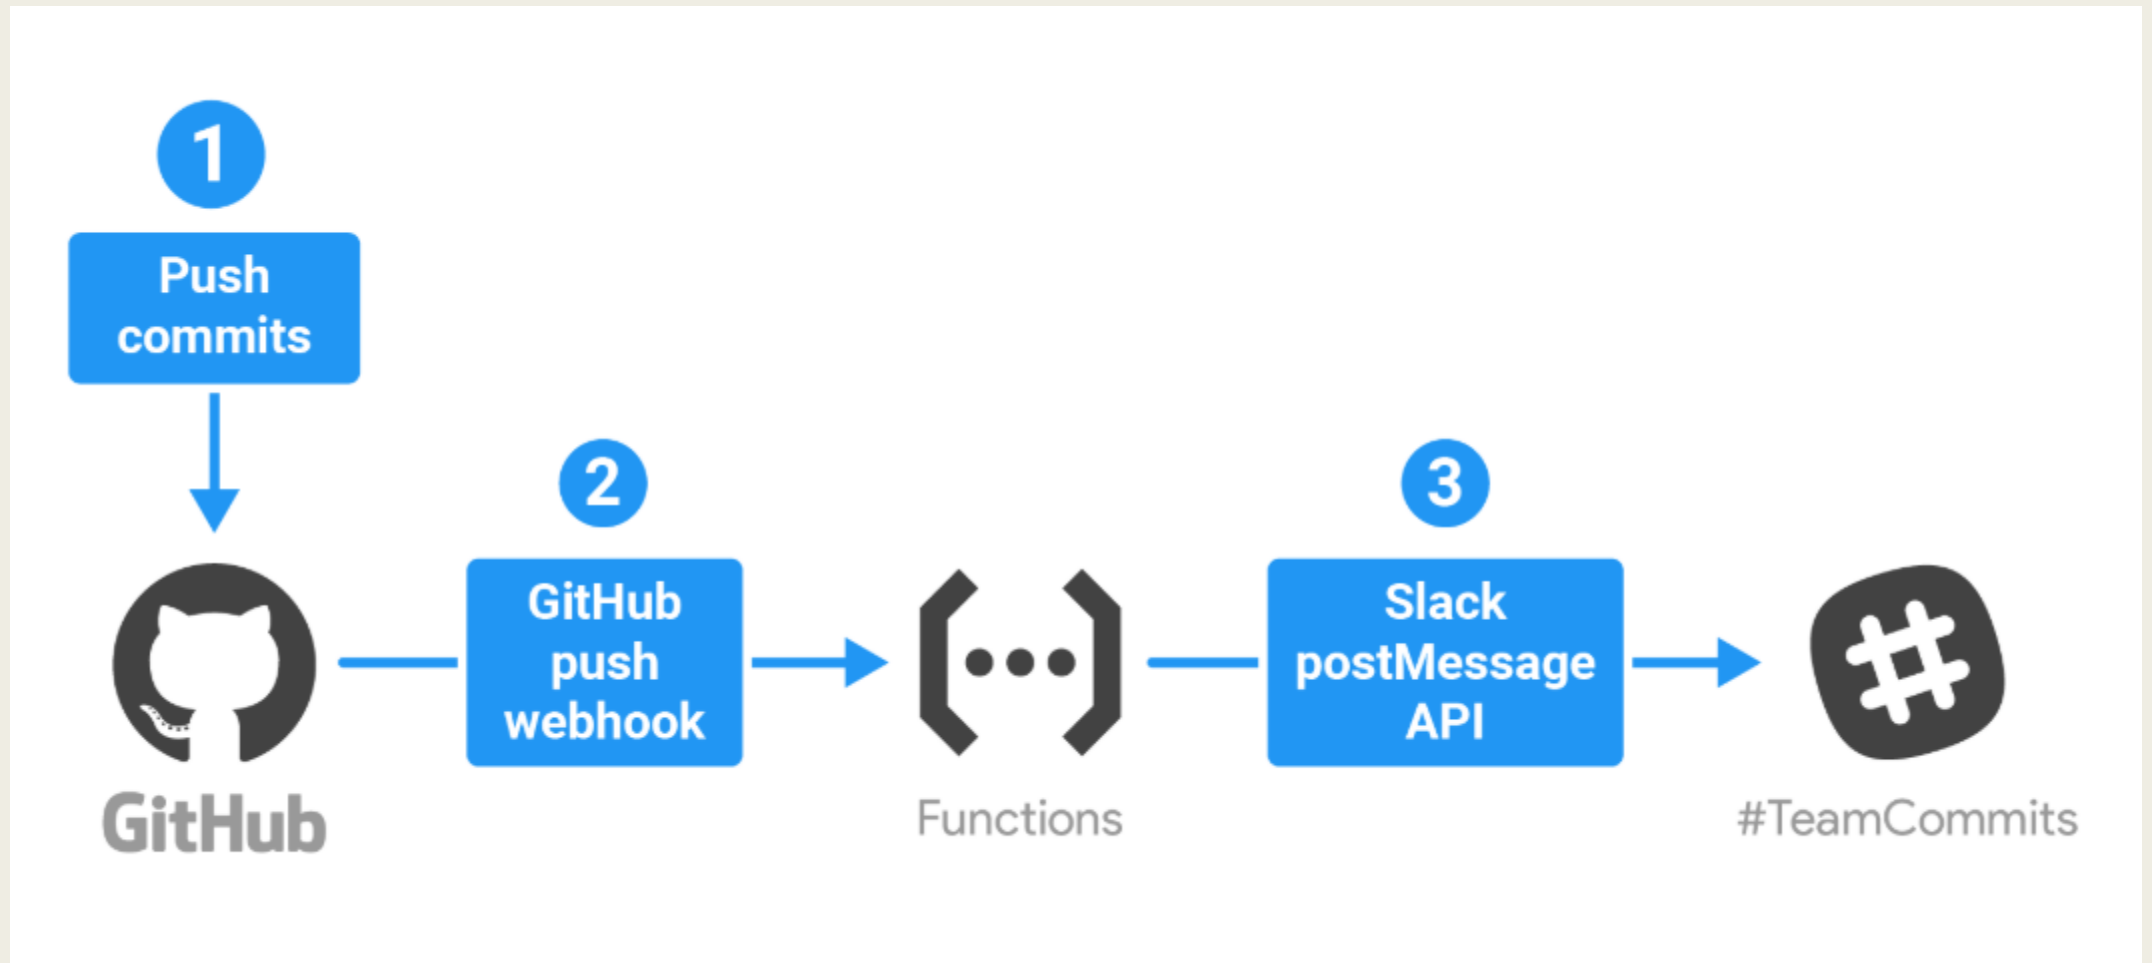 1
Push
commits
2
GitHub
push
webhook
3
Slack
postMessage
API
GitHub
Functions
#TeamCommits